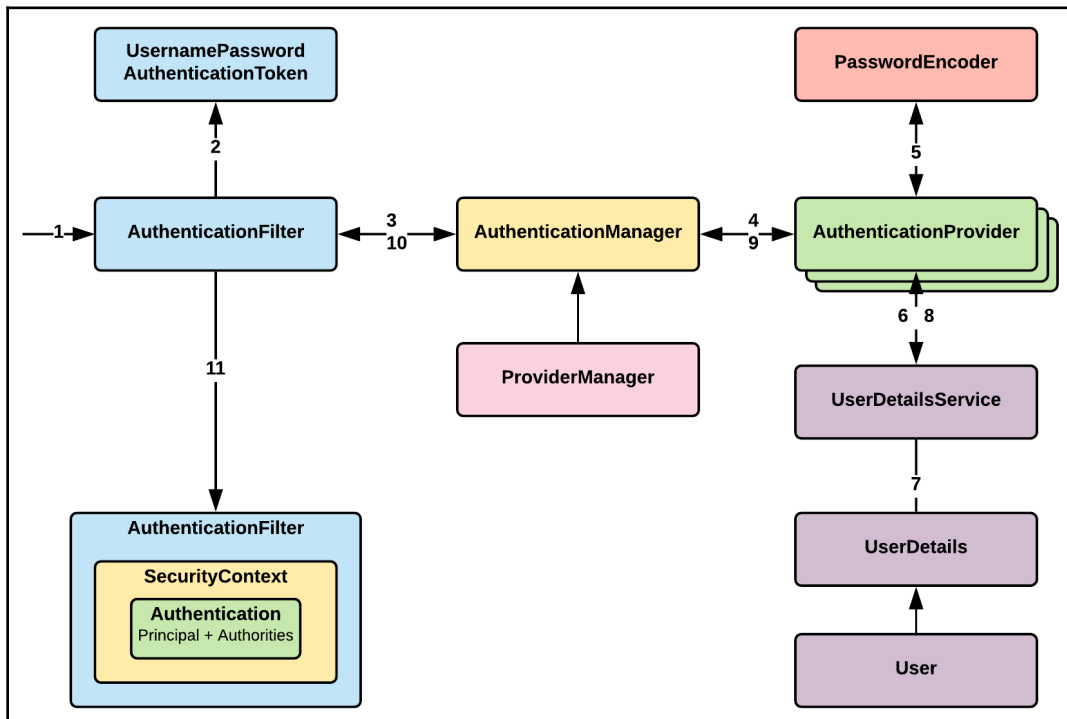 UsernamePassword
AuthenticationToken
PasswordEncoder
2
5
1
AuthenticationFilter
3
10
AuthenticationManager
4
9
AuthenticationProvider
6 8
11
ProviderManager
UserDetailsService
7
AuthenticationFilter
UserDetails
SecurityContext
Authentication
Principal + Authorities
User